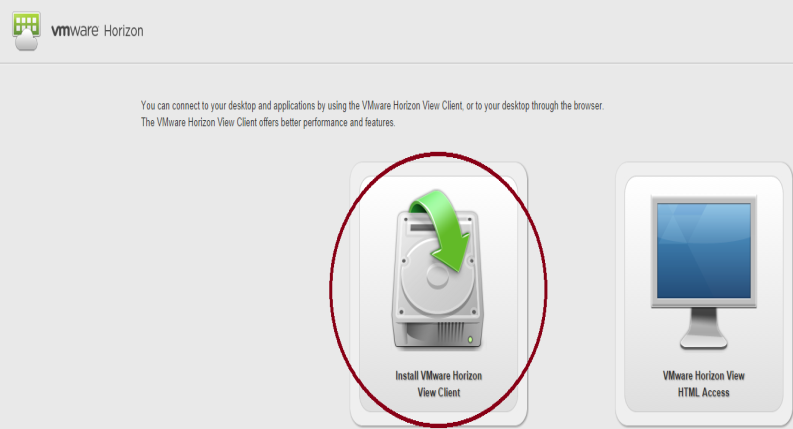 vmware Horizon
You can connect to your desktop and applications by using the VMware Horizon View Client, or to your desktop through the browser.
The VMware Horizon View Client offers better performance and features.
Install VMware Horizon
View Client
VMware Horizon View
HTML Access